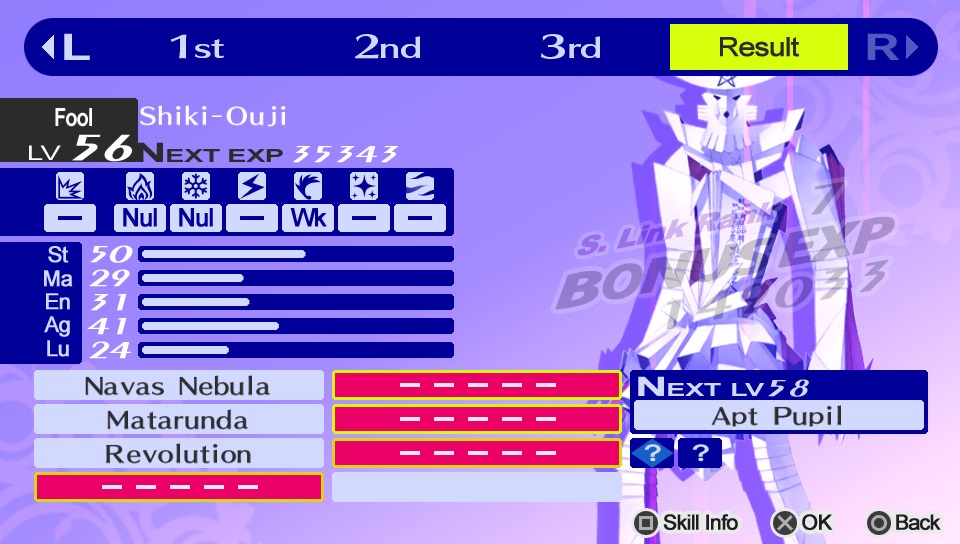 L 1st 2nd 3rd Result R
Fool Shiki-Ouji
LV 56 NEXT EXP 35343
– Nul Nul – Wk – –
St 50
Ma 29
En 31
Ag 41
Lu 24
S. Link Rank 7
BONUS EXP
Navas Nebula – – – – –
Matarunda – – – – –
Revolution – – – – –
– – – – –
NEXT LV 58
Apt Pupil
? ?
Skill Info OK Back